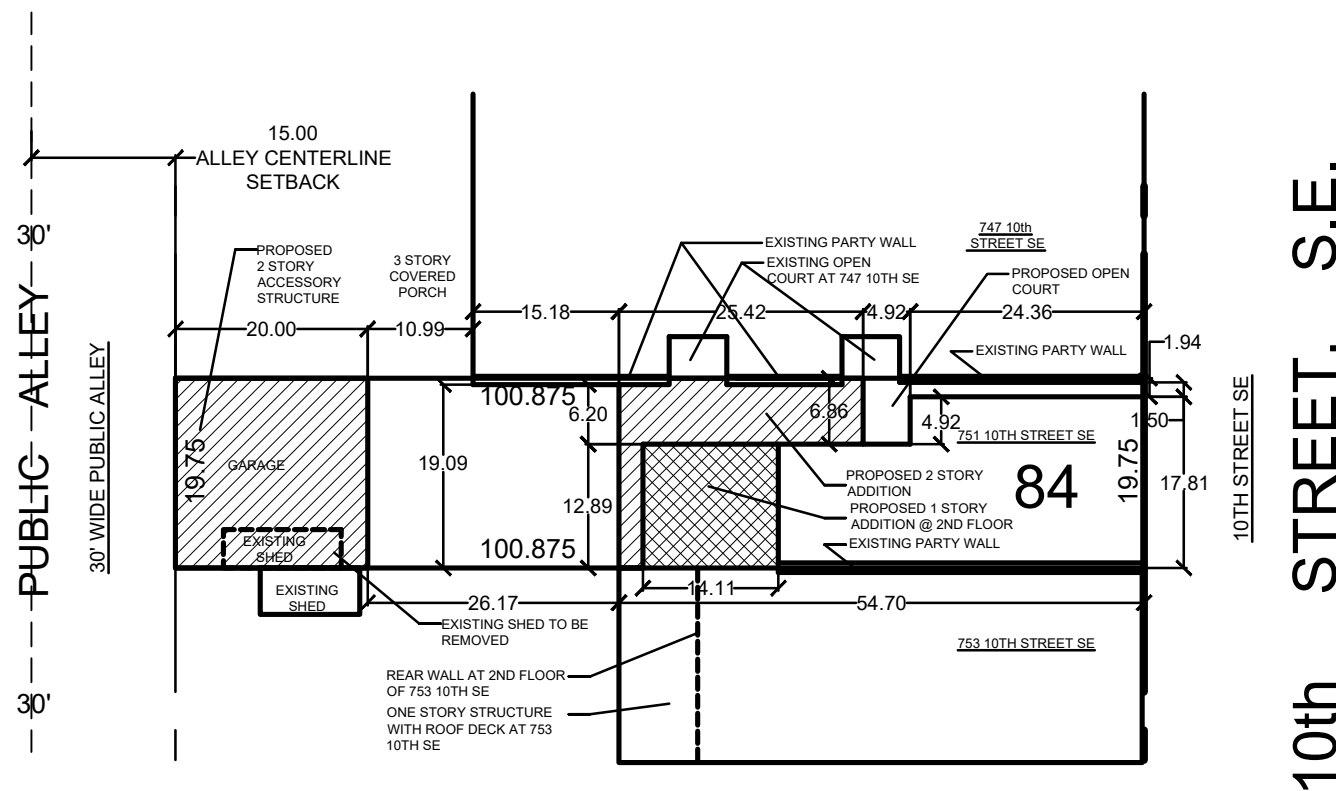 15.00
ALLEY CENTERLINE
SETBACK
30'
PUBLIC ALLEY
30' WIDE PUBLIC ALLEY
30'
PROPOSED
2 STORY
ACCESSORY
STRUCTURE
3 STORY
COVERED
PORCH
20.00
10.99
15.18
25.42
4.92
24.36
EXISTING PARTY WALL
EXISTING OPEN
COURT AT 747 10TH SE
747 10th
STREET SE
PROPOSED OPEN
COURT
EXISTING PARTY WALL
1.94
100.875
6.20
6.86
4.92
1.50
751 10TH STREET SE
19.75
GARAGE
19.09
12.89
84
19.75
17.81
PROPOSED 2 STORY
ADDITION
PROPOSED 1 STORY
ADDITION @ 2ND FLOOR
EXISTING PARTY WALL
100.875
EXISTING
SHED
EXISTING
SHED
14.11
26.17
54.70
EXISTING SHED TO BE
REMOVED
REAR WALL AT 2ND FLOOR
OF 753 10TH SE
ONE STORY STRUCTURE
WITH ROOF DECK AT 753
10TH SE
753 10TH STREET SE
10TH STREET SE
10th STREET, S.E.